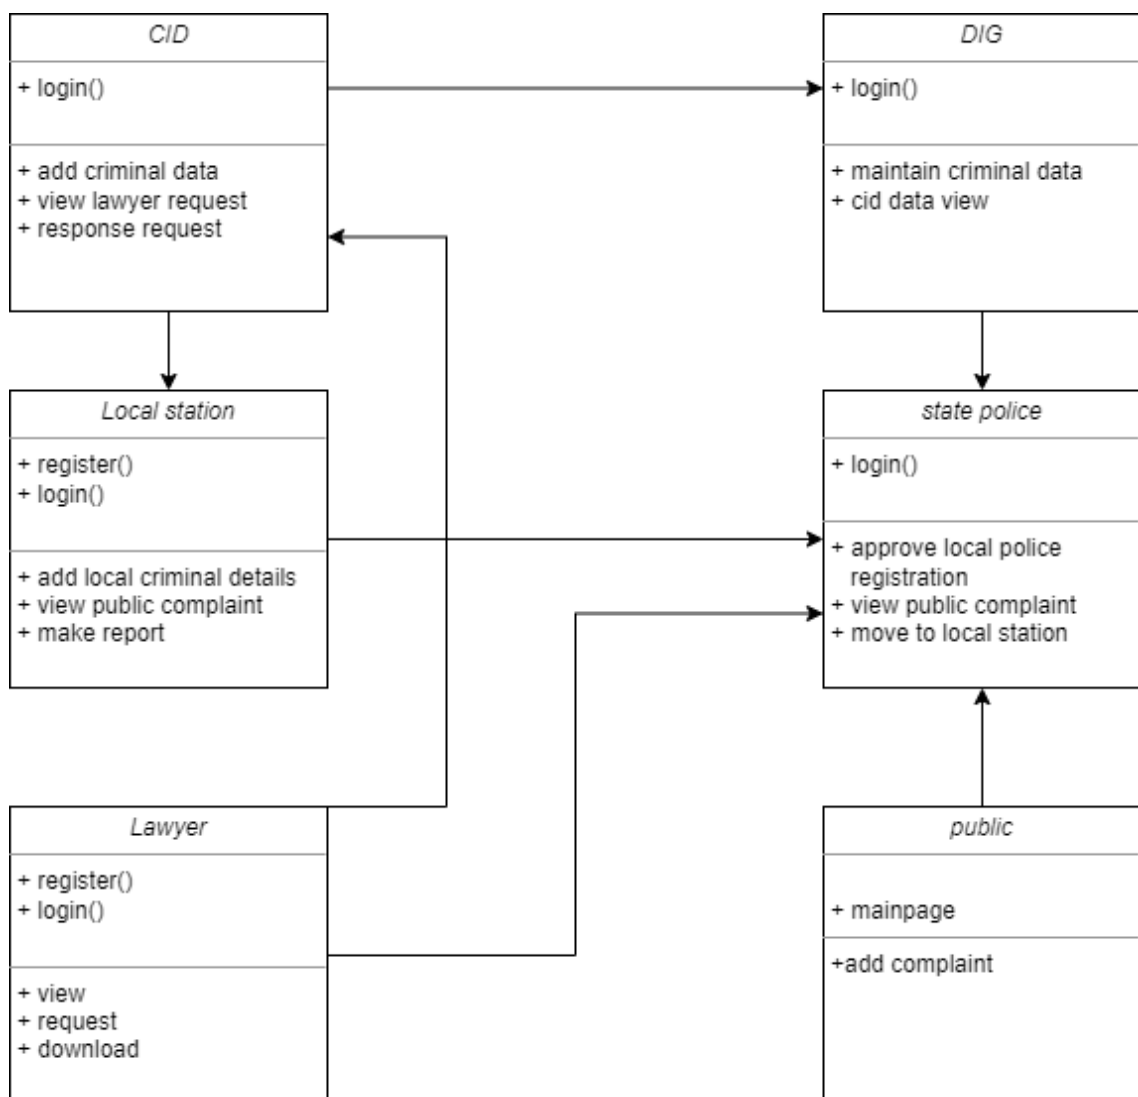 CID
+ login()
+ add criminal data
+ view lawyer request
+ response request
DIG
+ login()
+ maintain criminal data
+ cid data view
Local station
+ register()
+ login()
+ add local criminal details
+ view public complaint
+ make report
state police
+ login()
+ approve local police
registration
+ view public complaint
+ move to local station
Lawyer
+ register()
+ login()
+ view
+ request
+ download
public
+ mainpage
+add complaint